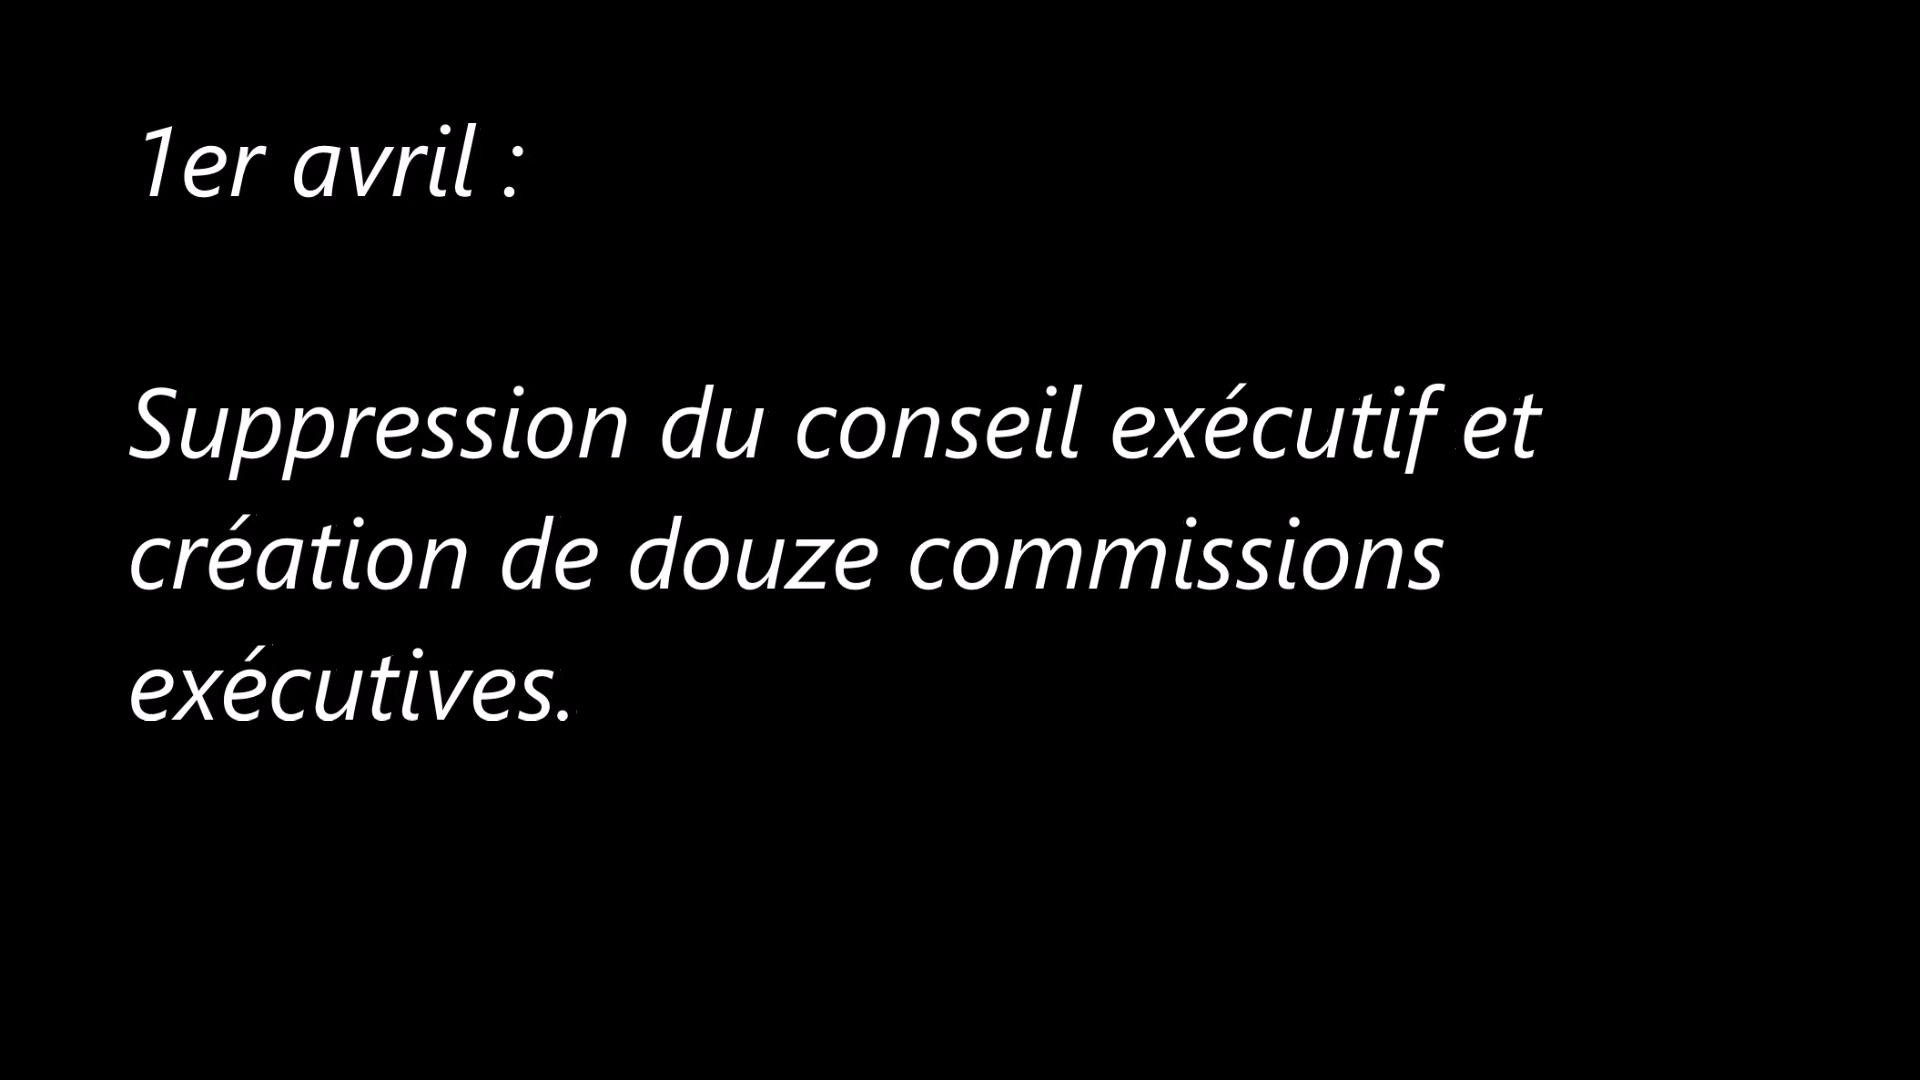 1er avril :
Suppression du conseil exécutif et
création de douze commissions
exécutives.